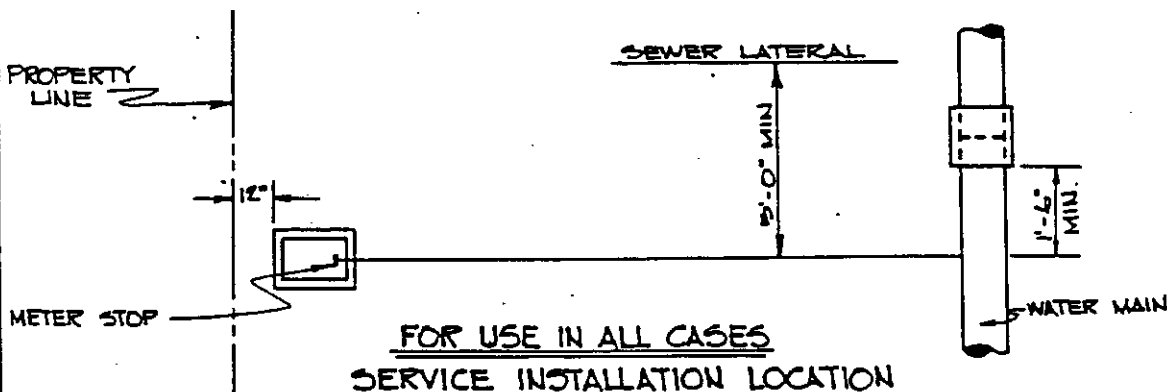 SEWER LATERAL
PROPERTY
LINE
5'-0" MIN
12"
1'-6"
MIN.
METER STOP
WATER MAIN
FOR USE IN ALL CASES
SERVICE INSTALLATION LOCATION